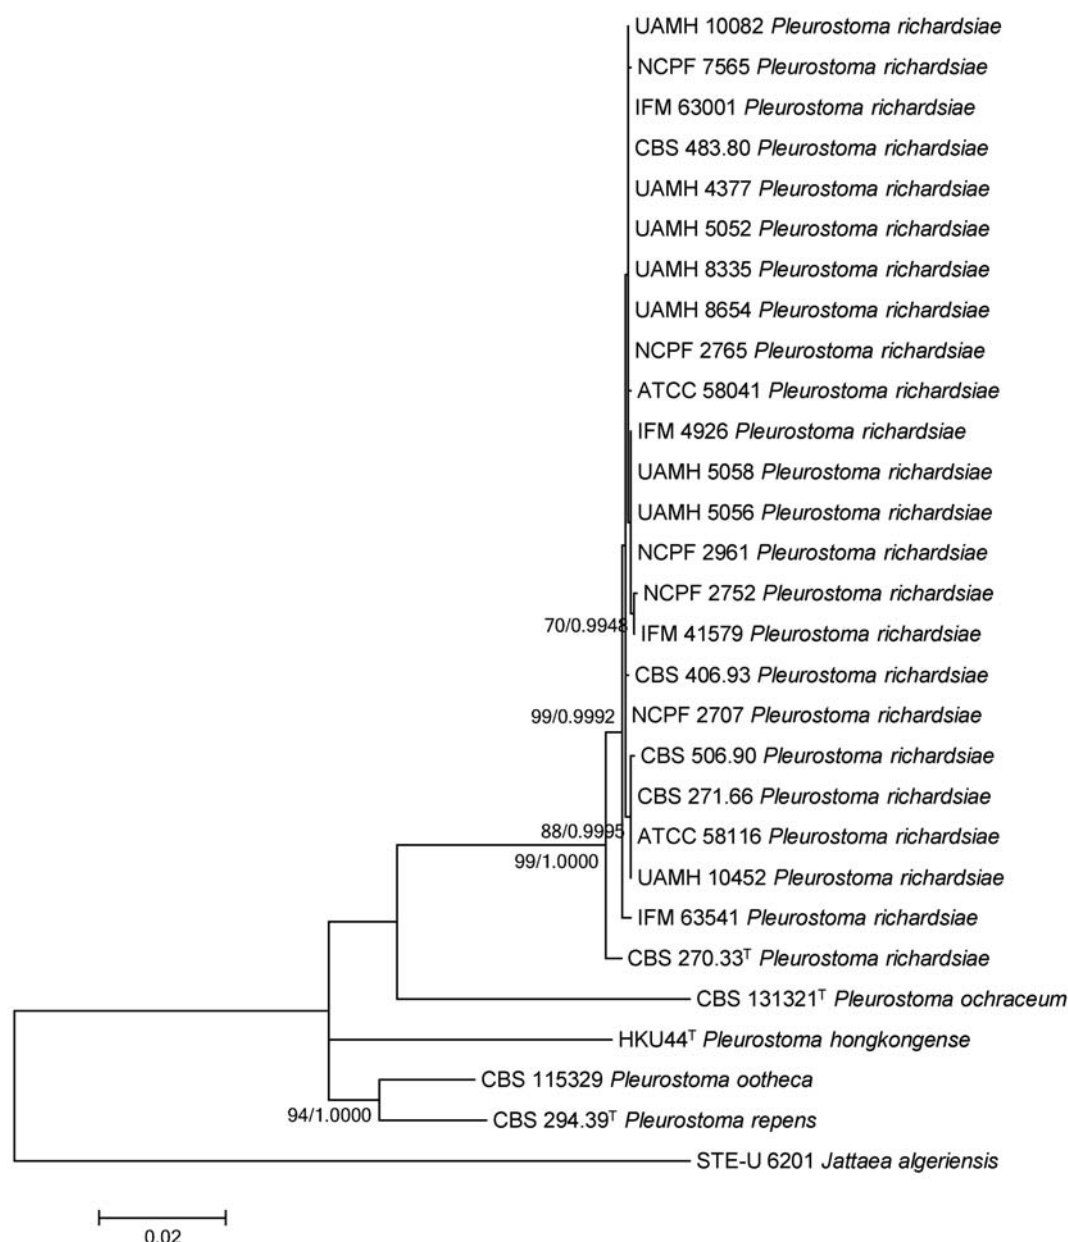 UAMH 10082 Pleurostoma richardsiae
NCPF 7565 Pleurostoma richardsiae
IFM 63001 Pleurostoma richardsiae
CBS 483.80 Pleurostoma richardsiae
UAMH 4377 Pleurostoma richardsiae
UAMH 5052 Pleurostoma richardsiae
UAMH 8335 Pleurostoma richardsiae
UAMH 8654 Pleurostoma richardsiae
NCPF 2765 Pleurostoma richardsiae
ATCC 58041 Pleurostoma richardsiae
IFM 4926 Pleurostoma richardsiae
UAMH 5058 Pleurostoma richardsiae
UAMH 5056 Pleurostoma richardsiae
NCPF 2961 Pleurostoma richardsiae
NCPF 2752 Pleurostoma richardsiae
70/0.9948
IFM 41579 Pleurostoma richardsiae
CBS 406.93 Pleurostoma richardsiae
99/0.9992
NCPF 2707 Pleurostoma richardsiae
CBS 506.90 Pleurostoma richardsiae
CBS 271.66 Pleurostoma richardsiae
88/0.9995
ATCC 58116 Pleurostoma richardsiae
99/1.0000
UAMH 10452 Pleurostoma richardsiae
IFM 63541 Pleurostoma richardsiae
CBS 270.33ᵀ Pleurostoma richardsiae
CBS 131321ᵀ Pleurostoma ochraceum
HKU44ᵀ Pleurostoma hongkongense
CBS 115329 Pleurostoma ootheca
94/1.0000
CBS 294.39ᵀ Pleurostoma repens
STE-U 6201 Jattaea algeriensis
0.02